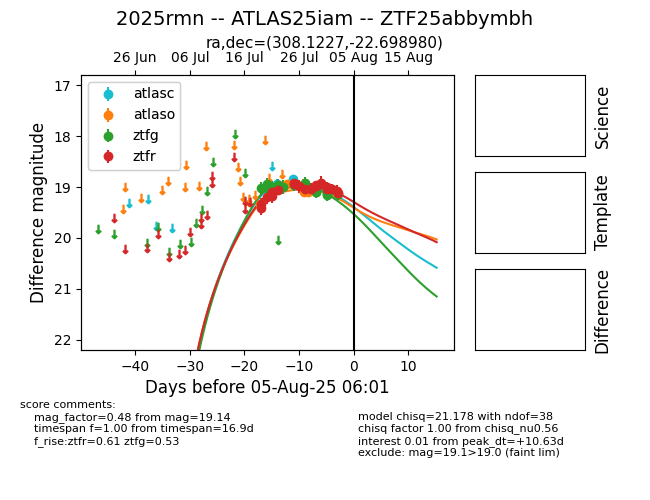 2025rmn -- ATLAS25iam -- ZTF25abbymbh
ra,dec=(308.1227,-22.698980)
26 Jun 06 Jul 16 Jul 26 Jul 05 Aug 15 Aug
atlasc
atlaso
ztfg
ztfr
17
18
19
20
21
22
Difference magnitude
−40 −30 −20 −10 0 10
Days before 05-Aug-25 06:01
Science
Template
Difference
score comments:
mag_factor=0.48 from mag=19.14
timespan f=1.00 from timespan=16.9d
f_rise:ztfr=0.61 ztfg=0.53
model chisq=21.178 with ndof=38
chisq factor 1.00 from chisq_nu0.56
interest 0.01 from peak_dt=+10.63d
exclude: mag=19.1>19.0 (faint lim)